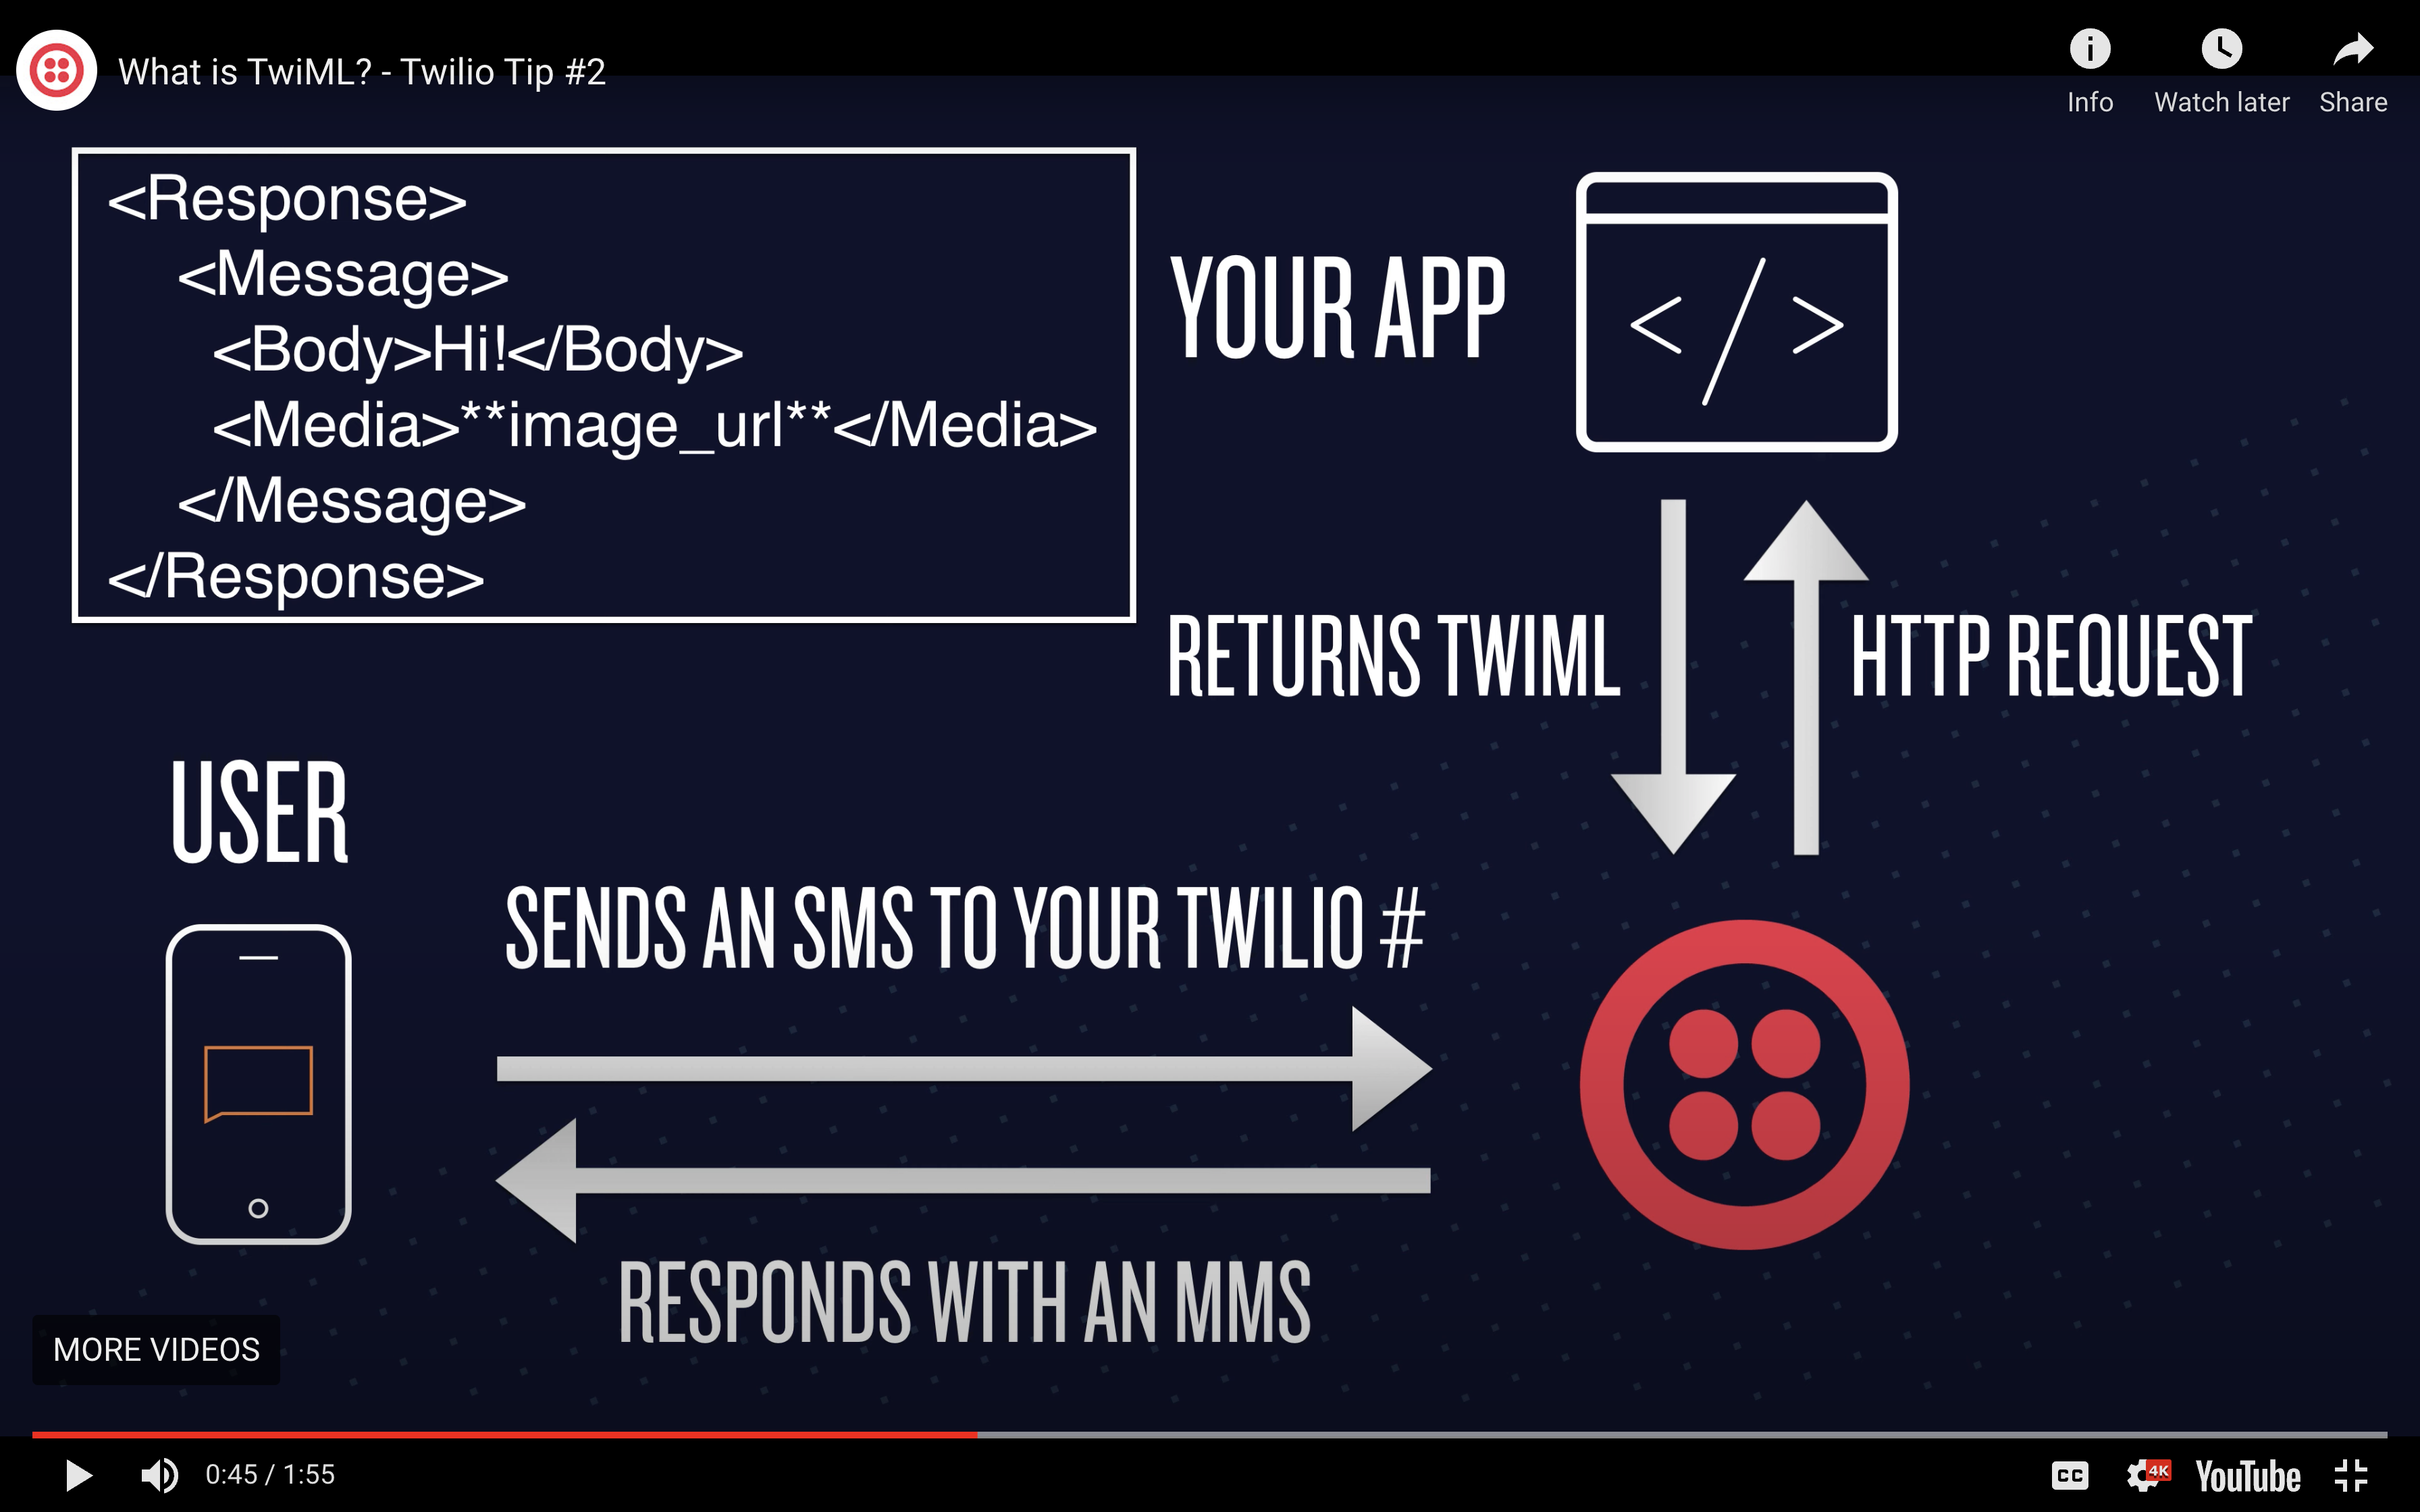 What is TwiML? - Twilio Tip #2
Info
Watch later
Share
<Response>
<Message>
<Body>Hi!</Body>
<Media>**image_url**</Media>
</Message>
</Response>
YOUR APP
</>
RETURNS TWIML
HTTP REQUEST
USER
SENDS AN SMS TO YOUR TWILIO #
RESPONDS WITH AN MMS
MORE VIDEOS
0:45 / 1:55
CC
4K
YouTube